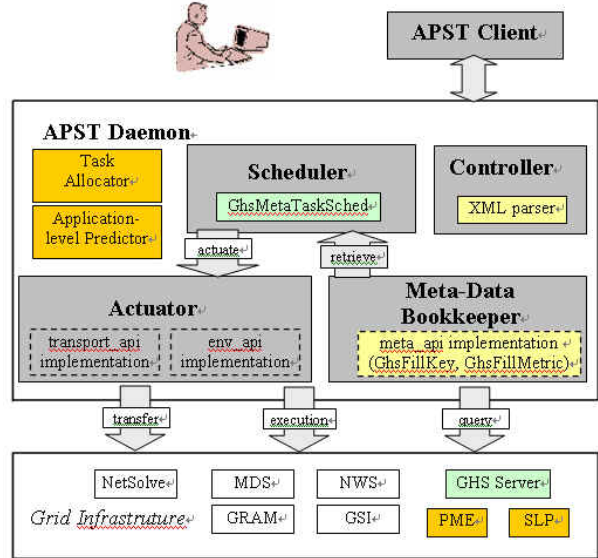 APST Client
APST Daemon
Task
Allocator
Application-
level Predictor
Scheduler
GhsMetaTaskSched
Controller
XML parser
actuate
retrieve
Actuator
transport_api
implementation
env_api
implementation
Meta-Data
Bookkeeper
meta_api implementation
(GhsFillKey, GhsFillMetric)
transfer
execution
query
NetSolve
MDS
NWS
GHS Server
Grid Infrastruture
GRAM
GSI
PME
SLP